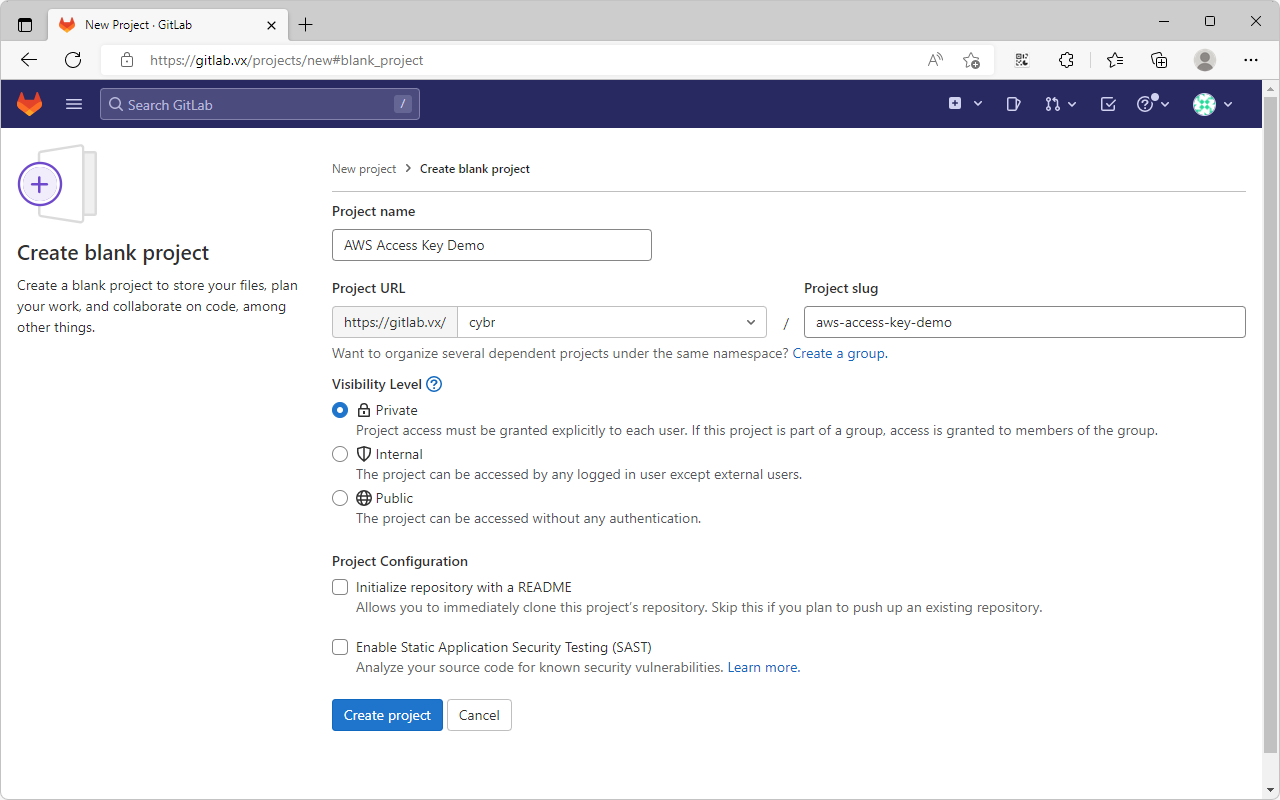 New Project · GitLab
https://gitlab.vx/projects/new#blank_project
Search GitLab /
New project > Create blank project
Project name
AWS Access Key Demo
Create blank project
Create a blank project to store your files, plan
your work, and collaborate on code, among
other things.
Project URL
Project slug
https://gitlab.vx/ cybr / aws-access-key-demo
Want to organize several dependent projects under the same namespace? Create a group.
Visibility Level
Private
Project access must be granted explicitly to each user. If this project is part of a group, access is granted to members of the group.
Internal
The project can be accessed by any logged in user except external users.
Public
The project can be accessed without any authentication.
Project Configuration
Initialize repository with a README
Allows you to immediately clone this project’s repository. Skip this if you plan to push up an existing repository.
Enable Static Application Security Testing (SAST)
Analyze your source code for known security vulnerabilities. Learn more.
Create project Cancel